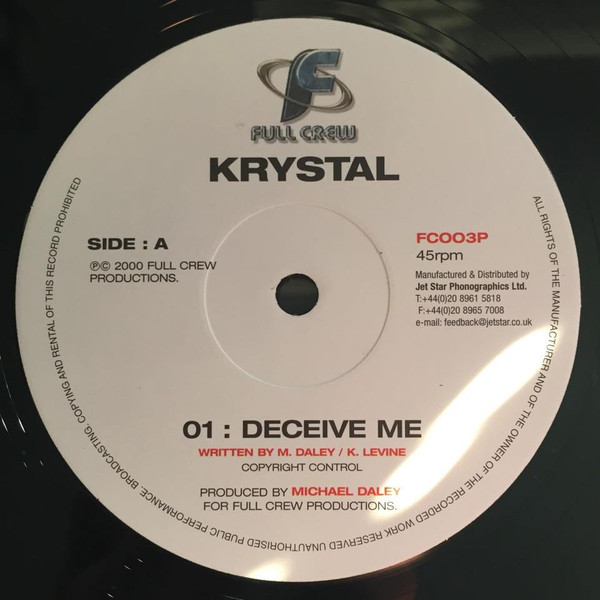 FULL CREW
KRYSTAL
SIDE : A
℗© 2000 FULL CREW
PRODUCTIONS.
FC003P
45rpm
Manufactured & Distributed by
Jet Star Phonographics Ltd.
T:+44(0)20 8961 5818
F:+44(0)20 8965 7008
e-mail: feedback@jetstar.co.uk
01 : DECEIVE ME
WRITTEN BY M. DALEY / K. LEVINE
COPYRIGHT CONTROL
PRODUCED BY MICHAEL DALEY
FOR FULL CREW PRODUCTIONS.
ALL RIGHTS OF THE MANUFACTURER AND OF THE OWNER OF THE RECORDED WORK RESERVED UNAUTHORISED PUBLIC PERFORMANCE. BROADCASTING. COPYING AND RENTAL OF THIS RECORD PROHIBITED